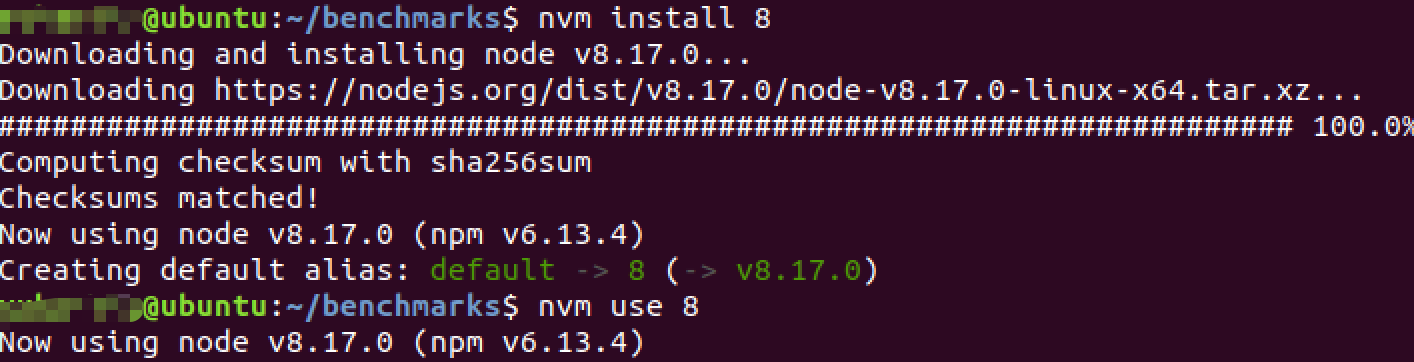 @ubuntu:~/benchmarks$ nvm install 8
Downloading and installing node v8.17.0...
Downloading https://nodejs.org/dist/v8.17.0/node-v8.17.0-linux-x64.tar.xz...
######################################################################## 100.0%
Computing checksum with sha256sum
Checksums matched!
Now using node v8.17.0 (npm v6.13.4)
Creating default alias: default -> 8 (-> v8.17.0)
@ubuntu:~/benchmarks$ nvm use 8
Now using node v8.17.0 (npm v6.13.4)